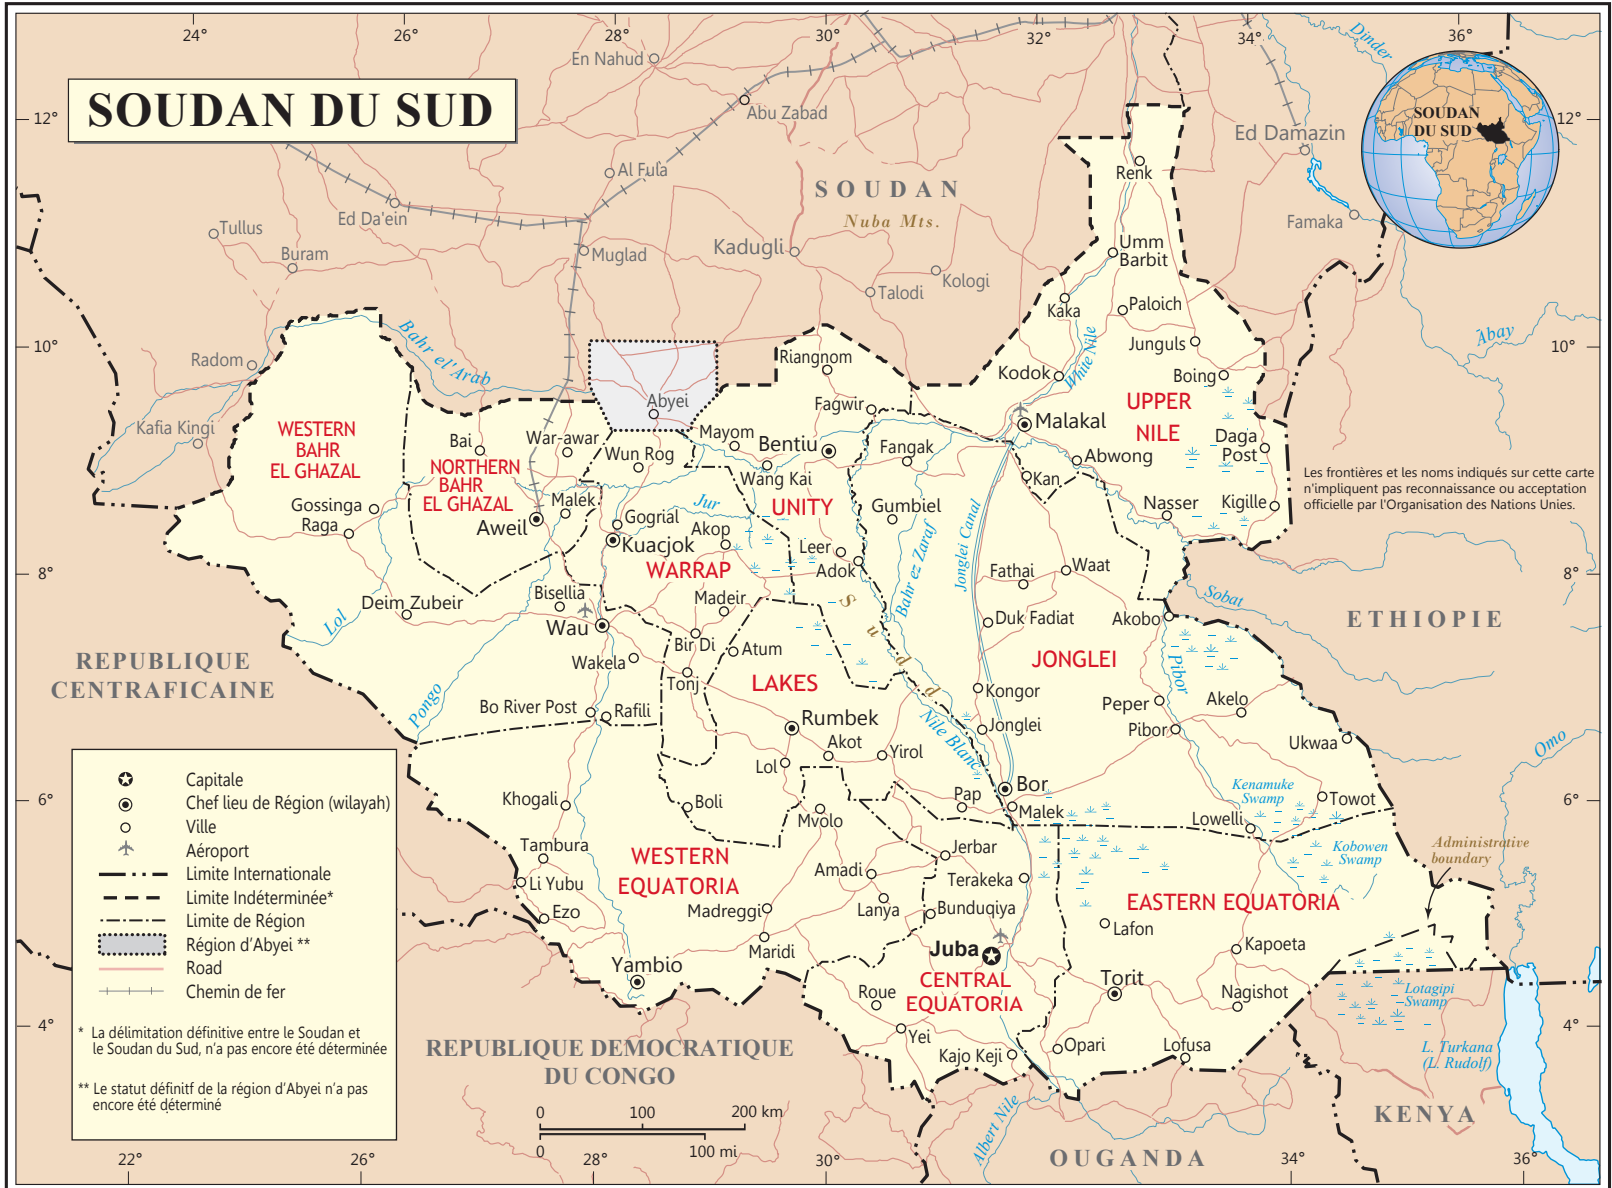 24°
26°
28°
30°
32°
34°
36°
12°
10°
8°
6°
4°
12°
10°
8°
6°
4°
22°
26°
28°
30°
34°
36°
SOUDAN DU SUD
SOUDAN
DU SUD
En Nahud
Abu Zabad
Al Fula
Ed Da'ein
Tullus
Buram
Muglad
Kadugli
SOUDAN
Nuba Mts.
Talodi
Kologi
Ed Damazin
Famaka
Dinder
Abay
Radom
Kafia Kingi
Bahr el'Arab
Renk
Umm
Barbit
Kaka
Paloich
Junguls
White Nile
Kodok
Boing
UPPER
NILE
Malakal
Daga
Post
Abwong
Kan
Nasser
Kigille
Riangnom
Fagwir
Abyei
Mayom
Bentiu
Fangak
Wang Kai
UNITY
Gumbiel
Leer
Adok
WESTERN
BAHR
EL GHAZAL
Gossinga
Raga
Deim Zubeir
Lol
Bai
War-awar
Wun Rog
NORTHERN
BAHR
EL GHAZAL
Malek
Aweil
Jur
Gogrial
Akop
Kuacjok
WARRAP
Bisellia
Madeir
Wau
Bir Di
Atum
Wakela
Tonj
LAKES
Pongo
Bo River Post
Rafili
Rumbek
Akot
Yirol
Lol
Sudd
Bahr ez Zaraf
Jonglei Canal
Fathai
Waat
Duk Fadiat
Akobo
Sobat
ETHIOPIE
JONGLEI
Pibor
Kongor
Jonglei
Peper
Akelo
Pibor
Ukwaa
Nile Blanc
Bor
Pap
Malek
Kenamuke
Swamp
Towot
Lowelli
Kobowen
Swamp
Omo
Administrative
boundary
Les frontières et les noms indiqués sur cette carte
n'impliquent pas reconnaissance ou acceptation
officielle par l'Organisation des Nations Unies.
REPUBLIQUE
CENTRAFICAINE
Khogali
Boli
Mvolo
Tambura
Li Yubu
Ezo
WESTERN
EQUATORIA
Amadi
Jerbar
Terakeka
Madreggi
Lanya
Bunduqiya
Maridi
Juba
Yambio
CENTRAL
EQUATORIA
Roue
Yei
Kajo Keji
EASTERN EQUATORIA
Lafon
Kapoeta
Torit
Nagishot
Opari
Lofusa
Lotagipi
Swamp
L. Turkana
(L. Rudolf)
KENYA
OUGANDA
Albert Nile
REPUBLIQUE DEMOCRATIQUE
DU CONGO
Capitale
Chef lieu de Région (wilayah)
Ville
Aéroport
Limite Internationale
Limite Indéterminée*
Limite de Région
Région d'Abyei **
Road
Chemin de fer
* La délimitation définitive entre le Soudan et
le Soudan du Sud, n'a pas encore été déterminée
** Le statut définitf de la région d'Abyei n'a pas
encore été déterminé
0 100 200 km
0 100 mi